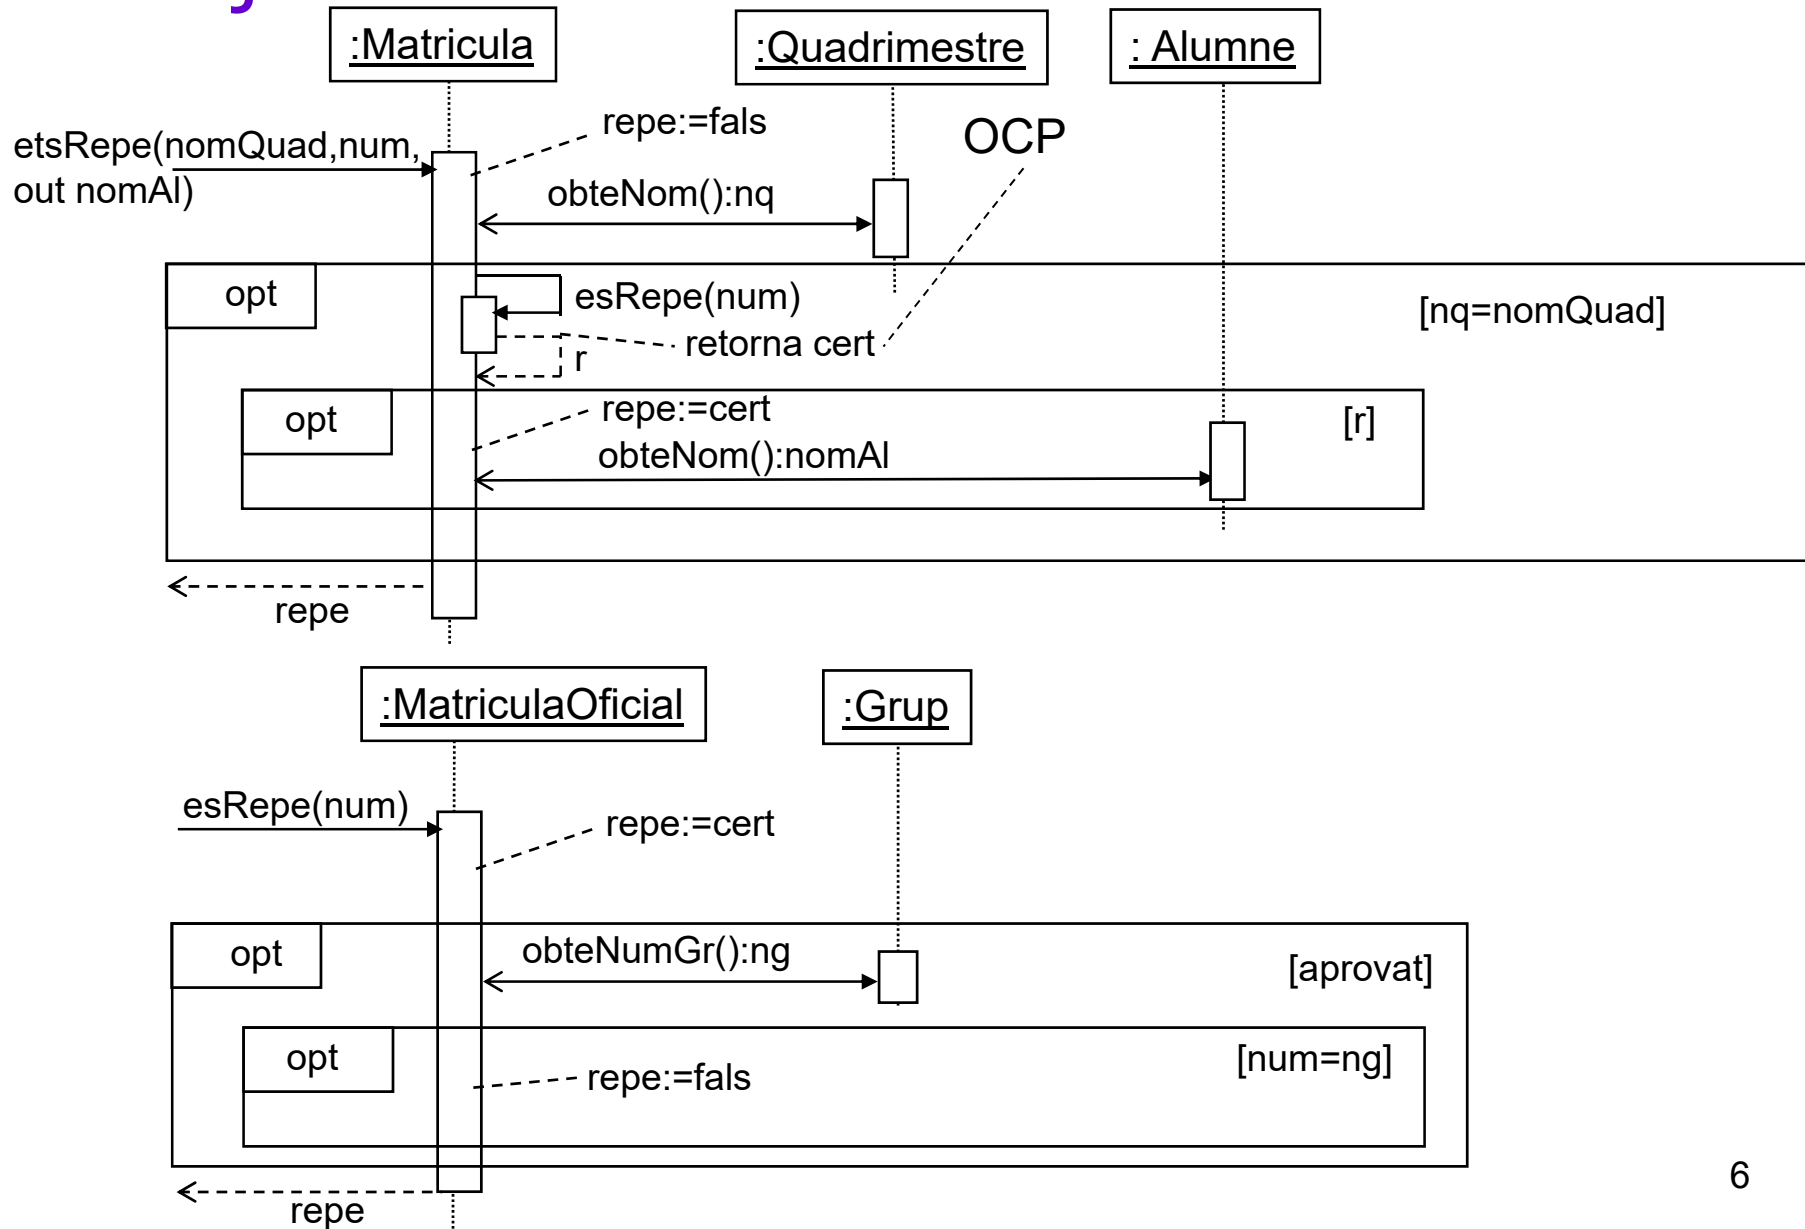 :Matricula
:Quadrimestre
: Alumne
repe:=fals
OCP
etsRepe(nomQuad,num,
out nomAl)
obteNom():nq
opt
esRepe(num)
[nq=nomQuad]
retorna cert
r
opt
repe:=cert
[r]
obteNom():nomAl
repe
:MatriculaOficial
:Grup
esRepe(num)
repe:=cert
opt
obteNumGr():ng
[aprovat]
opt
repe:=fals
[num=ng]
6
repe